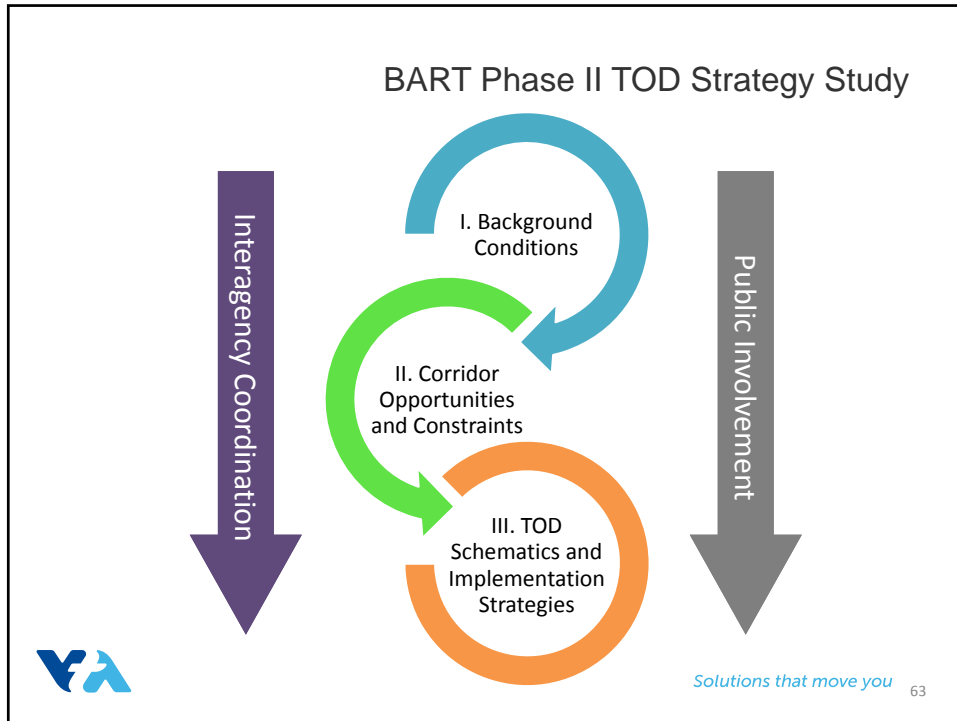 BART Phase II TOD Strategy Study
Interagency Coordination
I. Background
Conditions
II. Corridor
Opportunities
and Constraints
III. TOD
Schematics and
Implementation
Strategies
Public Involvement
VTA
Solutions that move you
63